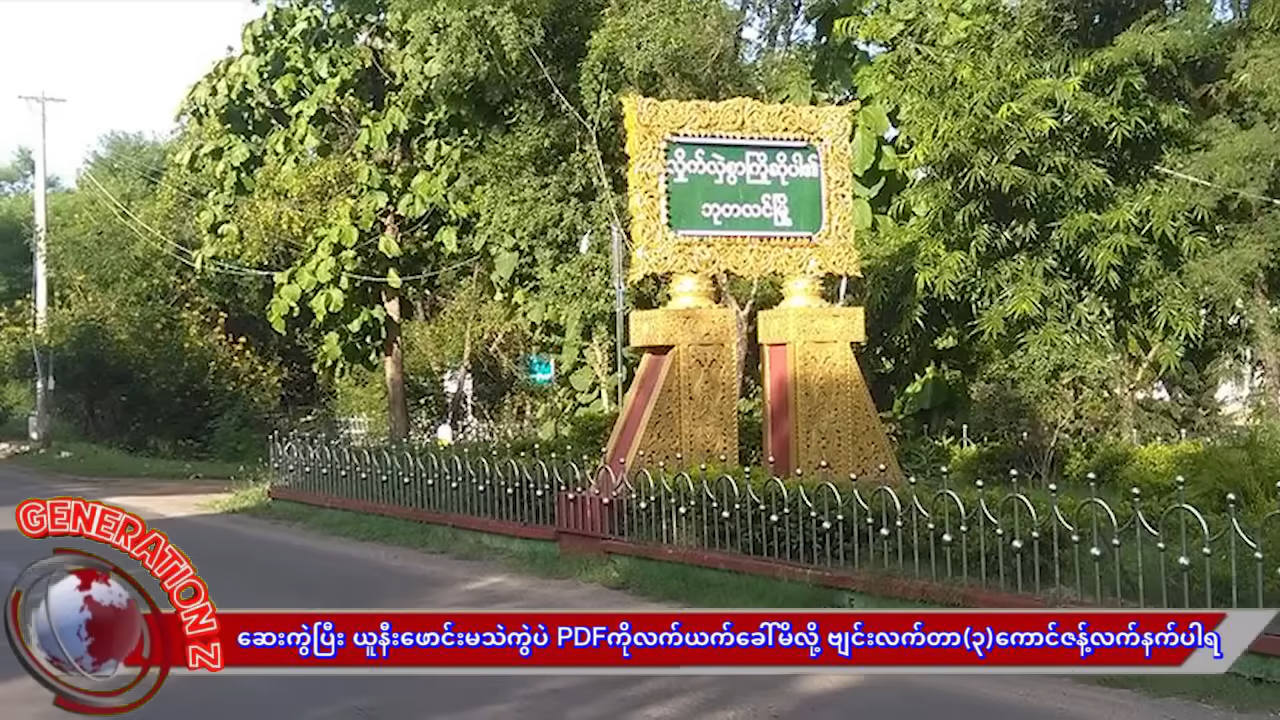 လှိုက်လှဲစွာကြိုဆိုပါ၏
ဘုတလင်မြို့
GENERATION Z
ဆေးကွဲပြီး ယူနီးဖောင်းမသဲကွဲပဲ PDFကိုလက်ယက်ခေါ်မိလို့ ဗျင်းလက်တာ(၃)ကောင်ဇန့်လက်နက်ပါရ